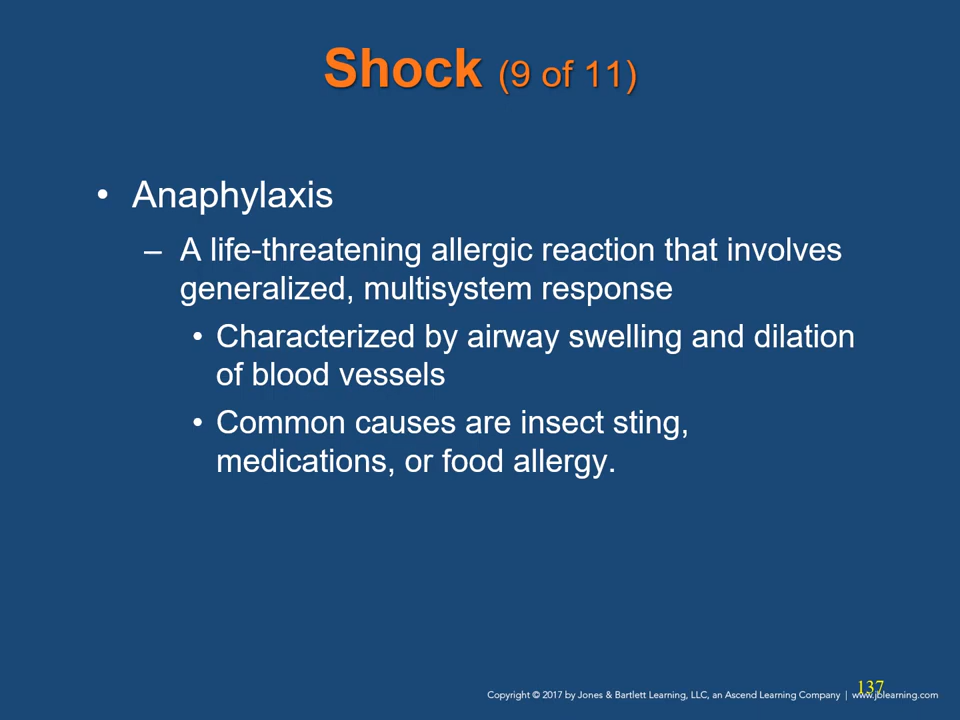 Shock (9 of 11)
• Anaphylaxis
– A life-threatening allergic reaction that involves
generalized, multisystem response
• Characterized by airway swelling and dilation
of blood vessels
• Common causes are insect sting,
medications, or food allergy.
137
Copyright © 2017 by Jones & Bartlett Learning, LLC, an Ascend Learning Company | www.jblearning.com